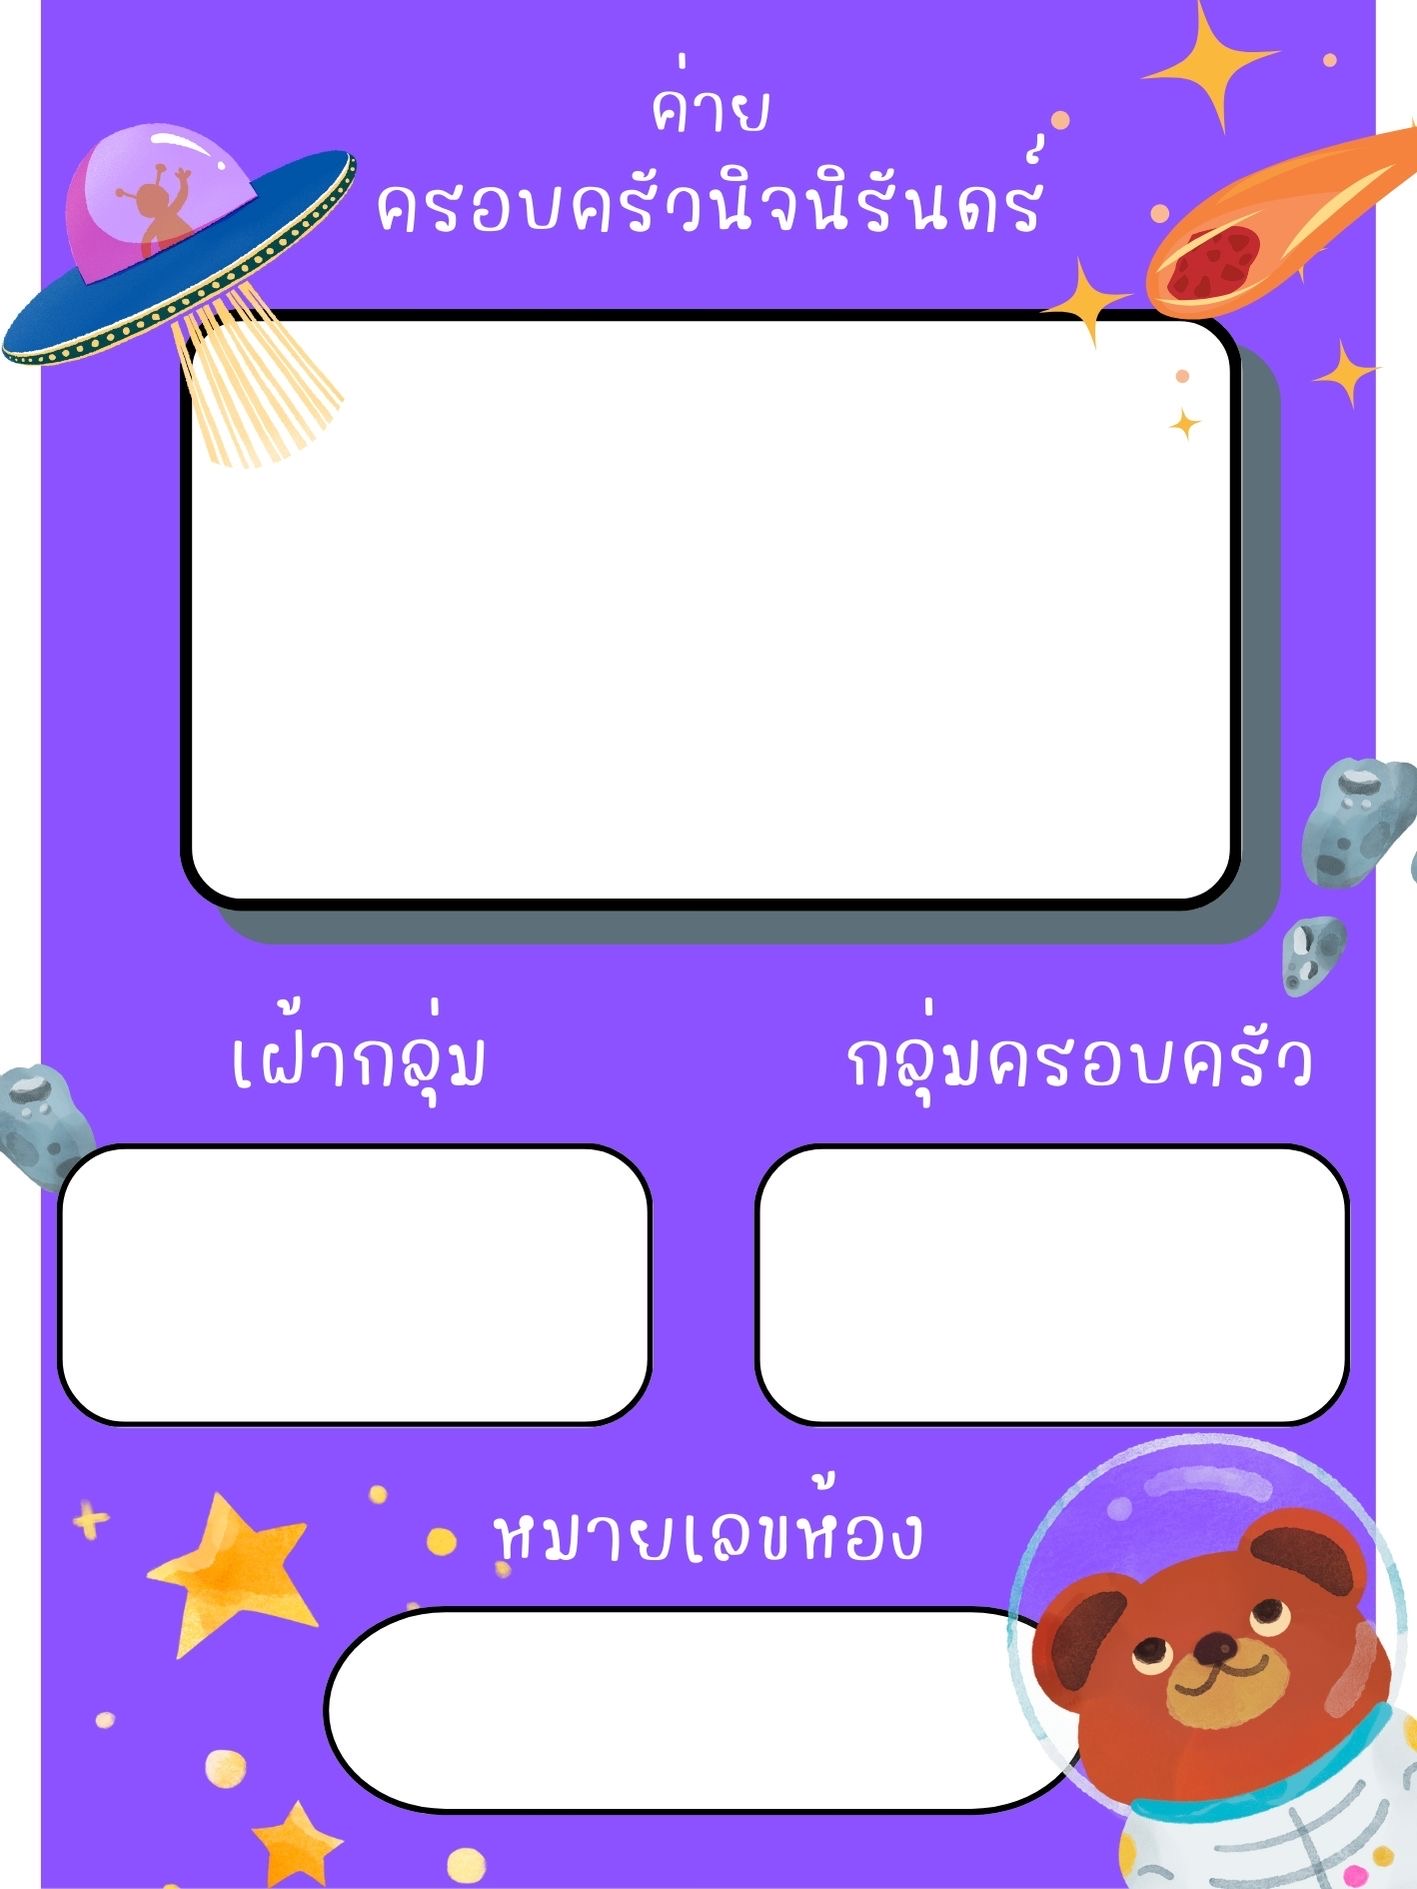 ค่าย
ครอบครัวนิจนิรันดร์
เฝ้ากลุ่ม
กลุ่มครอบครัว
หมายเลขห้อง